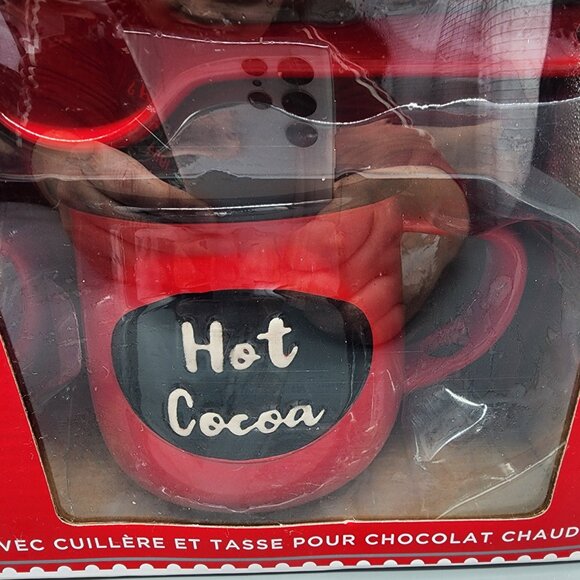 Hot
Cocoa
VEC CUILLÈRE ET TASSE POUR CHOCOLAT CHAUD